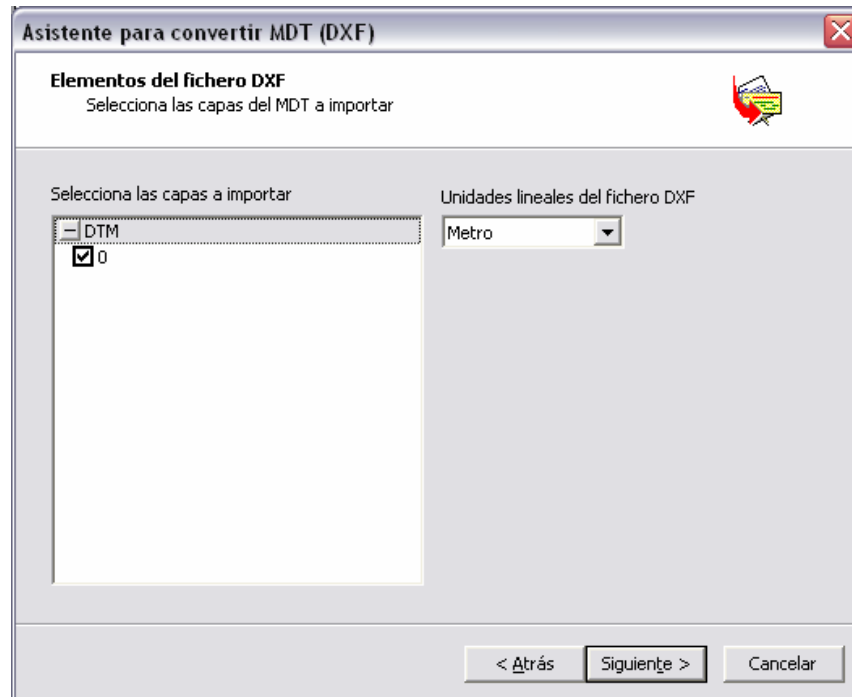 Asistente para convertir MDT (DXF)
Elementos del fichero DXF
Selecciona las capas del MDT a importar
Selecciona las capas a importar
DTM
0
Unidades lineales del fichero DXF
Metro
< Atrás
Siguiente >
Cancelar